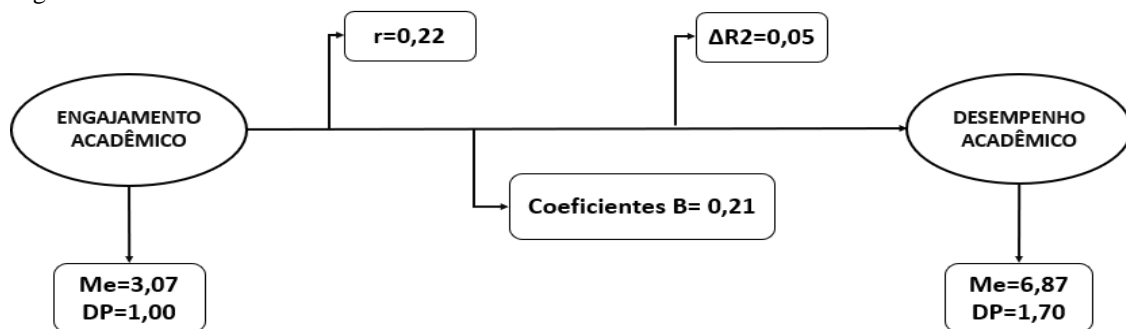 r=0,22
ΔR2=0,05
ENGAJAMENTO
ACADÊMICO
DESEMPENHO
ACADÊMICO
Coeficientes B= 0,21
Me=3,07
DP=1,00
Me=6,87
DP=1,70